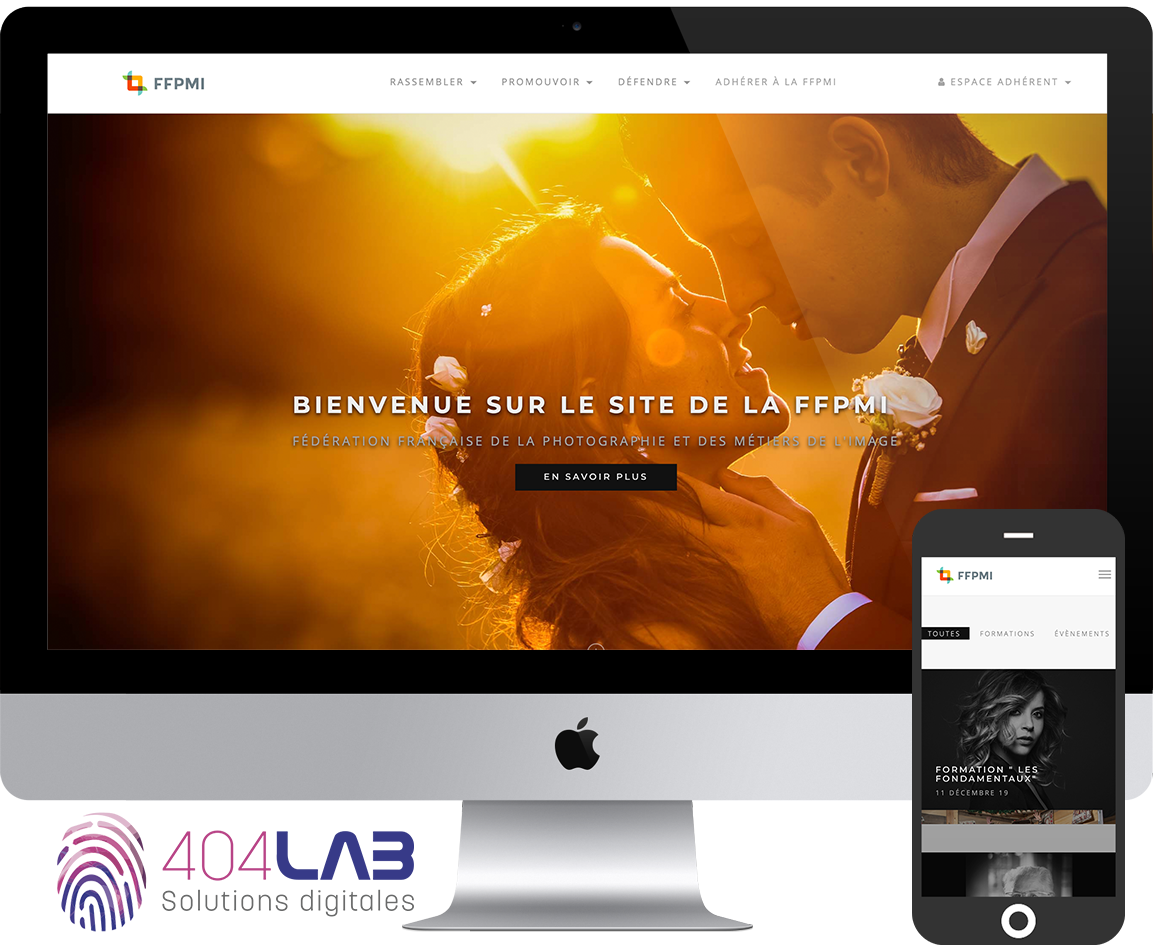 FFPMI
RASSEMBLER PROMOUVOIR DÉFENDRE ADHÉRER À LA FFPMI ESPACE ADHÉRENT
BIENVENUE SUR LE SITE DE LA FFPMI
FÉDÉRATION FRANÇAISE DE LA PHOTOGRAPHIE ET DES MÉTIERS DE L'IMAGE
EN SAVOIR PLUS
FFPMI
TOUTES FORMATIONS ÉVÈNEMENTS
FORMATION " LES
FONDAMENTAUX"
11 DÉCEMBRE 19
404LAB
Solutions digitales